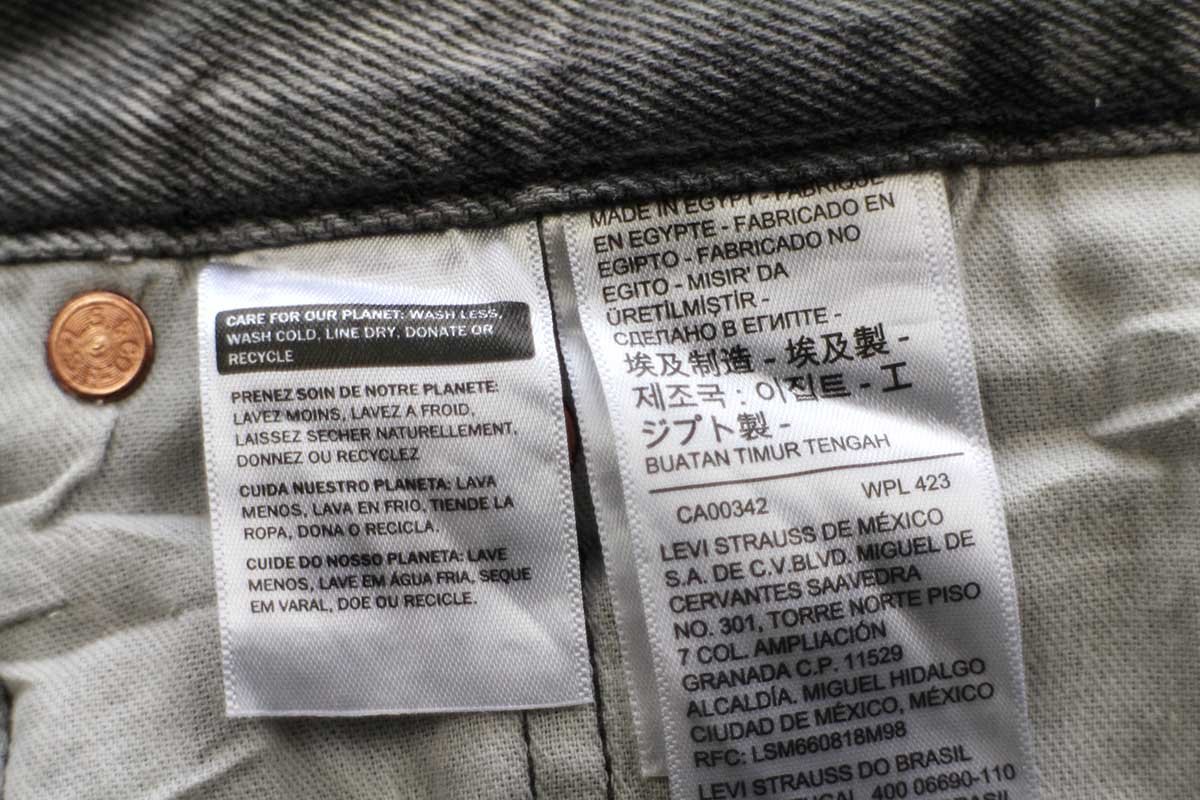 CARE FOR OUR PLANET: WASH LESS,
WASH COLD, LINE DRY, DONATE OR
RECYCLE
PRENEZ SOIN DE NOTRE PLANETE:
LAVEZ MOINS, LAVEZ A FROID,
LAISSEZ SECHER NATURELLEMENT.
DONNEZ OU RECYCLEZ
CUIDA NUESTRO PLANETA: LAVA
MENOS, LAVA EN FRIO, TIENDE LA
ROPA, DONA O RECICLA.
CUIDE DO NOSSO PLANETA: LAVE
MENOS, LAVE EM ÁGUA FRIA, SEQUE
EM VARAL, DOE OU RECICLE.
MADE IN EGYPT - FABRIQUE
EN EGYPTE - FABRICADO EN
EGIPTO - FABRICADO NO
EGITO - MISIR' DA
ÜRETİLMİŞTİR -
СДЕЛАНО В ЕГИПТЕ -
埃及制造 - 埃及製 -
제조국 : 이집트 - エ
ジプト製 -
BUATAN TIMUR TENGAH
CA00342 WPL 423
LEVI STRAUSS DE MÉXICO
S.A. DE C.V.BLVD. MIGUEL DE
CERVANTES SAAVEDRA
NO. 301, TORRE NORTE PISO
7 COL. AMPLIACIÓN
GRANADA C.P. 11529
ALCALDÍA. MIGUEL HIDALGO
CIUDAD DE MÉXICO, MÉXICO
RFC: LSM660818M98
LEVI STRAUSS DO BRASIL
PORTUGAL 400 06690-110
BRASIL